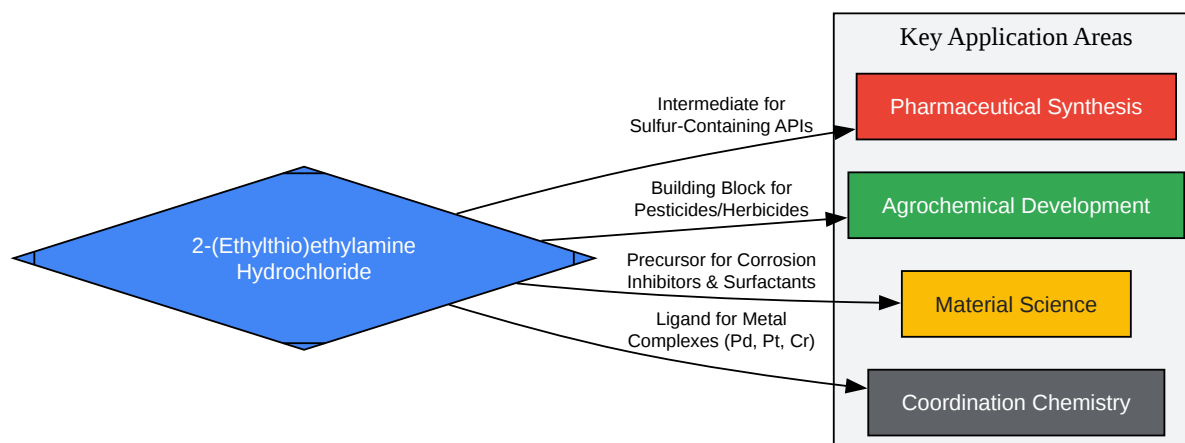 Key Application Areas
Intermediate for
Sulfur-Containing APIs
Pharmaceutical Synthesis
Building Block for
Pesticides/Herbicides
Agrochemical Development
2-(Ethylthio)ethylamine
Hydrochloride
Precursor for Corrosion
Inhibitors & Surfactants
Material Science
Ligand for Metal
Complexes (Pd, Pt, Cr)
Coordination Chemistry